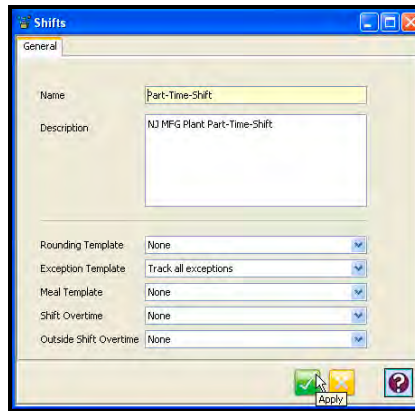 Shifts
General
Name Part-Time-Shift
Description NJ MFG Plant Part-Time-Shift
Rounding Template None
Exception Template Track all exceptions
Meal Template None
Shift Overtime None
Outside Shift Overtime None
Apply
?